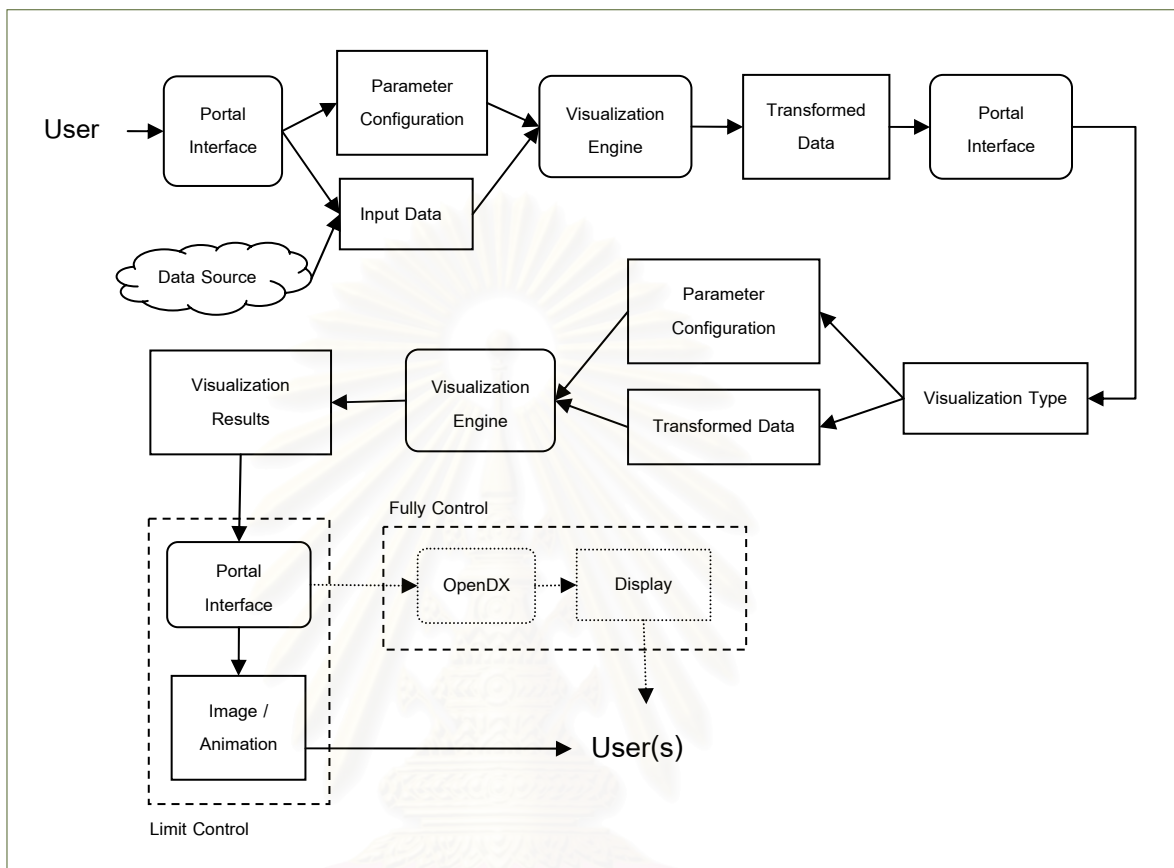 User
Portal
Interface
Parameter
Configuration
Input Data
Data Source
Visualization
Engine
Transformed
Data
Portal
Interface
Visualization Type
Parameter
Configuration
Transformed Data
Visualization
Engine
Visualization
Results
Portal
Interface
Image /
Animation
Limit Control
Fully Control
OpenDX
Display
User(s)